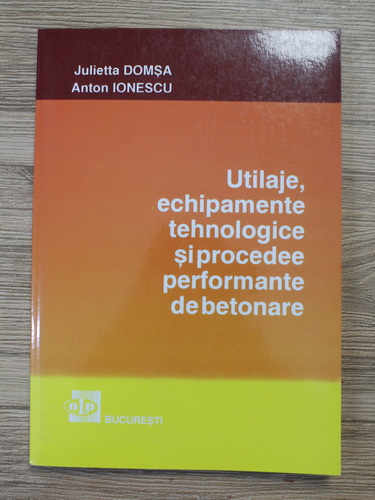 Julietta DOMȘA
Anton IONESCU
Utilaje,
echipamente
tehnologice
și procedee
performante
de betonare
BUCUREȘTI